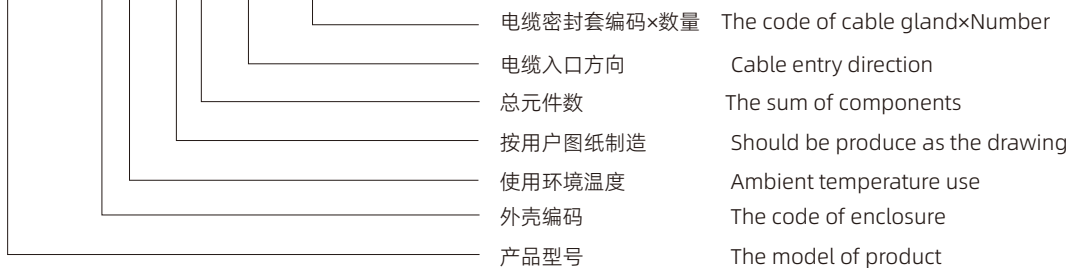 电缆密封套编码×数量 The code of cable gland×Number
电缆入口方向 Cable entry direction
总元件数 The sum of components
按用户图纸制造 Should be produce as the drawing
使用环境温度 Ambient temperature use
外壳编码 The code of enclosure
产品型号 The model of product